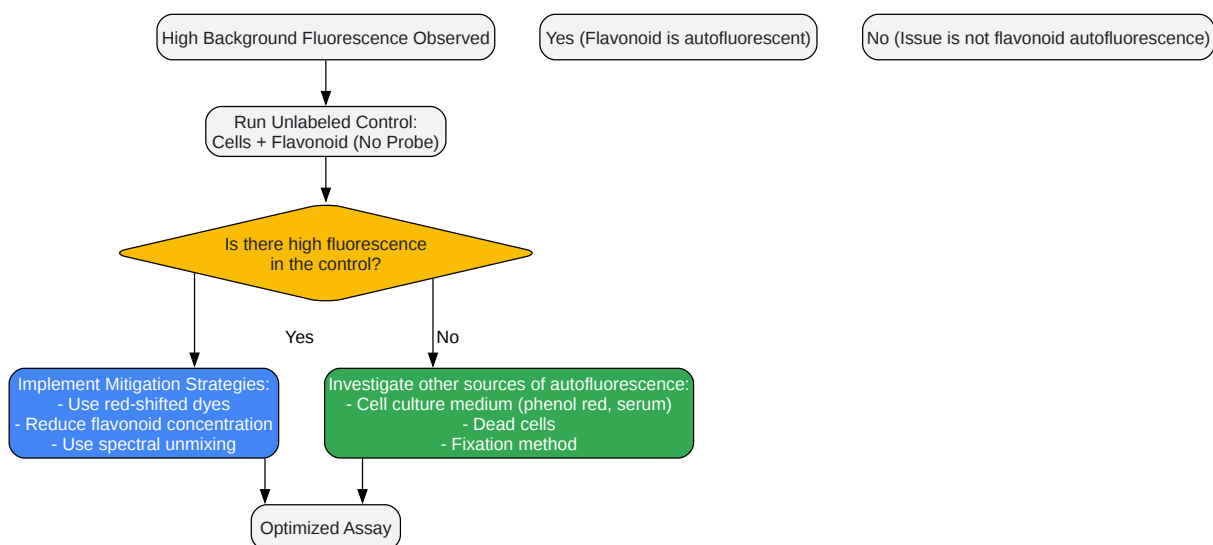 High Background Fluorescence Observed
Yes (Flavonoid is autofluorescent)
No (Issue is not flavonoid autofluorescence)
Run Unlabeled Control:
Cells + Flavonoid (No Probe)
Is there high fluorescence
in the control?
Yes
No
Implement Mitigation Strategies:
- Use red-shifted dyes
- Reduce flavonoid concentration
- Use spectral unmixing
Investigate other sources of autofluorescence:
- Cell culture medium (phenol red, serum)
- Dead cells
- Fixation method
Optimized Assay